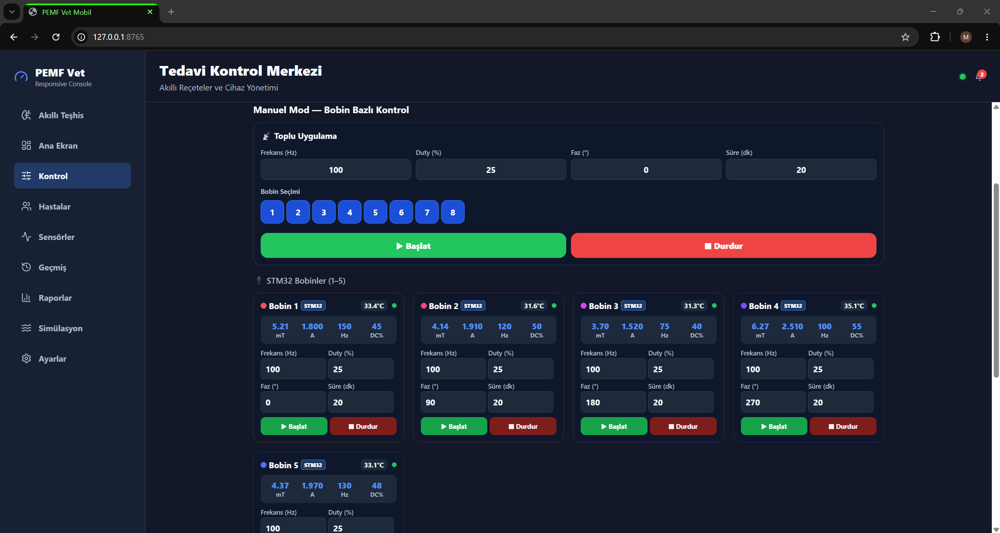 PEMF Vet Mobil
127.0.0.1:8765
M
PEMF Vet
Responsive Console
Akıllı Teşhis
Ana Ekran
Kontrol
Hastalar
Sensörler
Geçmiş
Raporlar
Simülasyon
Ayarlar
Tedavi Kontrol Merkezi
Akıllı Reçeteler ve Cihaz Yönetimi
2
Manuel Mod — Bobin Bazlı Kontrol
Toplu Uygulama
Frekans (Hz) Duty (%) Faz (°) Süre (dk)
100 25 0 20
Bobin Seçimi
1 2 3 4 5 6 7 8
▶ Başlat ■ Durdur
STM32 Bobinler (1–5)
Bobin 1 STM32 33.4°C
5.21 1.800 150 45
mT A Hz DC%
Frekans (Hz) Duty (%)
100 25
Faz (°) Süre (dk)
0 20
▶ Başlat ■ Durdur
Bobin 2 STM32 31.6°C
4.14 1.910 120 50
mT A Hz DC%
Frekans (Hz) Duty (%)
100 25
Faz (°) Süre (dk)
90 20
▶ Başlat ■ Durdur
Bobin 3 STM32 31.3°C
3.70 1.520 75 40
mT A Hz DC%
Frekans (Hz) Duty (%)
100 25
Faz (°) Süre (dk)
180 20
▶ Başlat ■ Durdur
Bobin 4 STM32 35.1°C
6.27 2.510 100 55
mT A Hz DC%
Frekans (Hz) Duty (%)
100 25
Faz (°) Süre (dk)
270 20
▶ Başlat ■ Durdur
Bobin 5 STM32 33.1°C
4.37 1.970 130 48
mT A Hz DC%
Frekans (Hz) Duty (%)
100 25